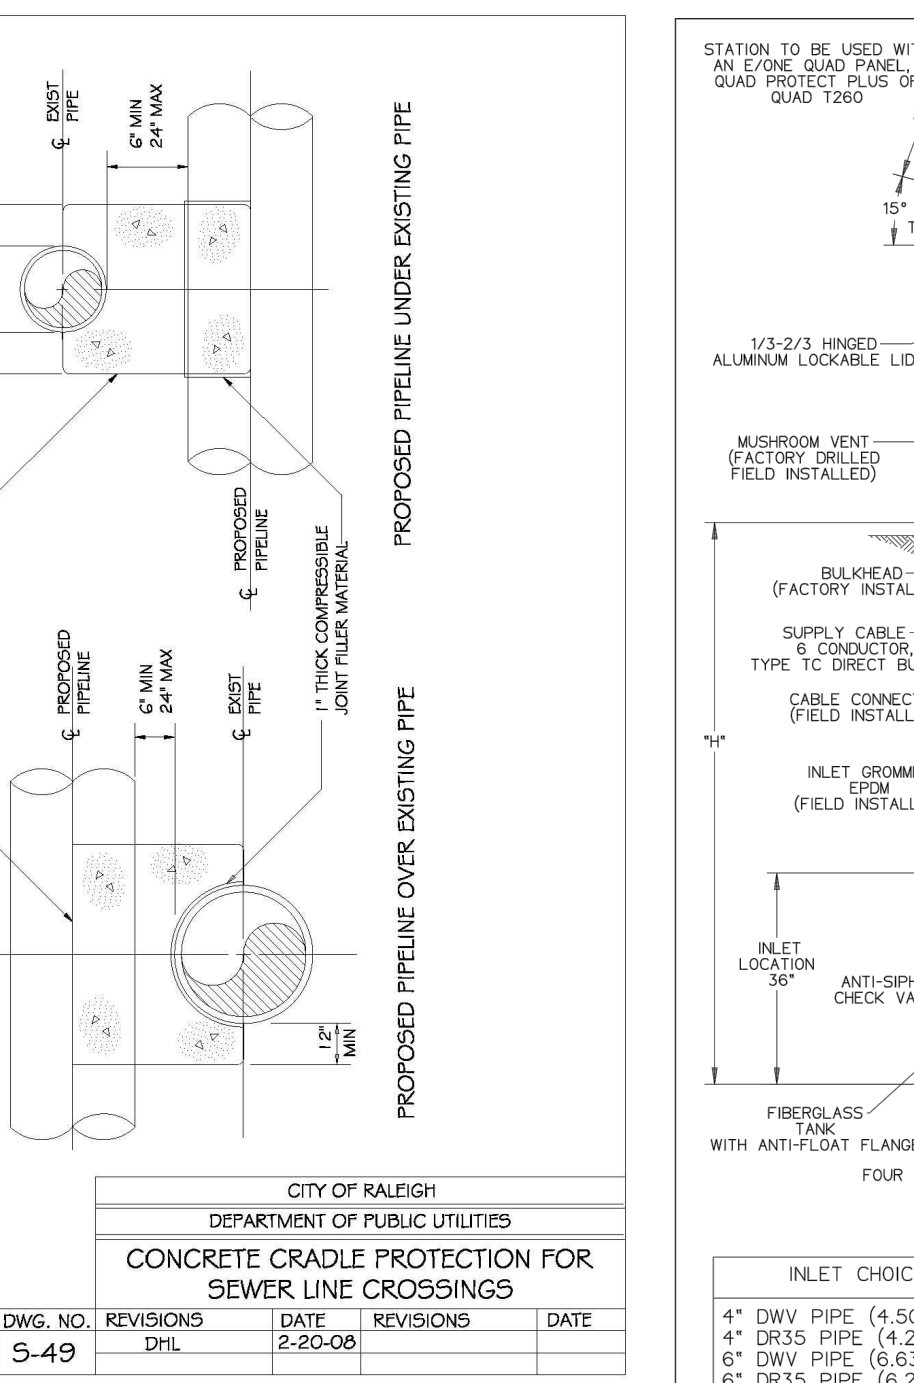 ℄ EXIST
PIPE
6" MIN
24" MAX
PROPOSED PIPELINE UNDER EXISTING PIPE
℄ PROPOSED
PIPELINE
1" THICK COMPRESSIBLE
JOINT FILLER MATERIAL
℄ PROPOSED
PIPELINE
6" MIN
24" MAX
℄ EXIST
PIPE
12"
MIN
PROPOSED PIPELINE OVER EXISTING PIPE
CITY OF RALEIGH
DEPARTMENT OF PUBLIC UTILITIES
CONCRETE CRADLE PROTECTION FOR
SEWER LINE CROSSINGS
DWG. NO. REVISIONS DATE REVISIONS DATE
S-49 DHL 2-20-08
STATION TO BE USED WI
AN E/ONE QUAD PANEL,
QUAD PROTECT PLUS O
QUAD T260
15°
T
1/3-2/3 HINGED
ALUMINUM LOCKABLE LID
MUSHROOM VENT
(FACTORY DRILLED
FIELD INSTALLED)
BULKHEAD
(FACTORY INSTAL
SUPPLY CABLE
6 CONDUCTOR,
TYPE TC DIRECT BU
CABLE CONNEC
(FIELD INSTALL
"H"
INLET GROMM
EPDM
(FIELD INSTALL
INLET
LOCATION
36"
ANTI-SIPH
CHECK VA
FIBERGLASS
TANK
WITH ANTI-FLOAT FLANGE
FOUR
INLET CHOIC
4" DWV PIPE (4.50
4" DR35 PIPE (4.2
6" DWV PIPE (6.63
6" DR35 PIPE (6.2